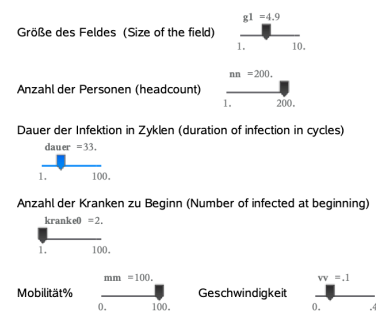 gl =4.9
Größe des Feldes (Size of the field)
1. 10.
nn =200.
Anzahl der Personen (headcount)
1. 200.
Dauer der Infektion in Zyklen (duration of infection in cycles)
dauer =33.
1. 100.
Anzahl der Kranken zu Beginn (Number of infected at beginning)
kranke0 =2.
1. 100.
mm =100. vv =.1
Mobilität% Geschwindigkeit
0. 100. 0. .4